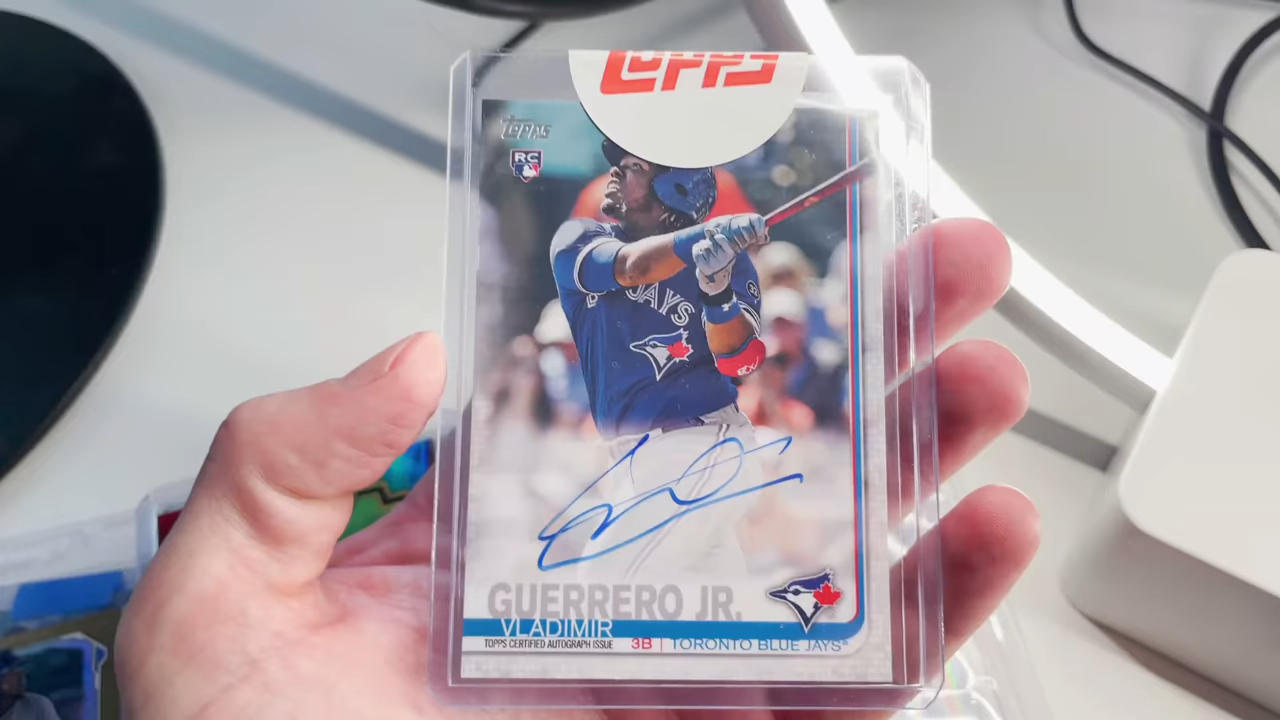 TOPPS
Topps
RC
JAYS
GUERRERO JR.
VLADIMIR
TOPPS CERTIFIED AUTOGRAPH ISSUE 3B | TORONTO BLUE JAYS